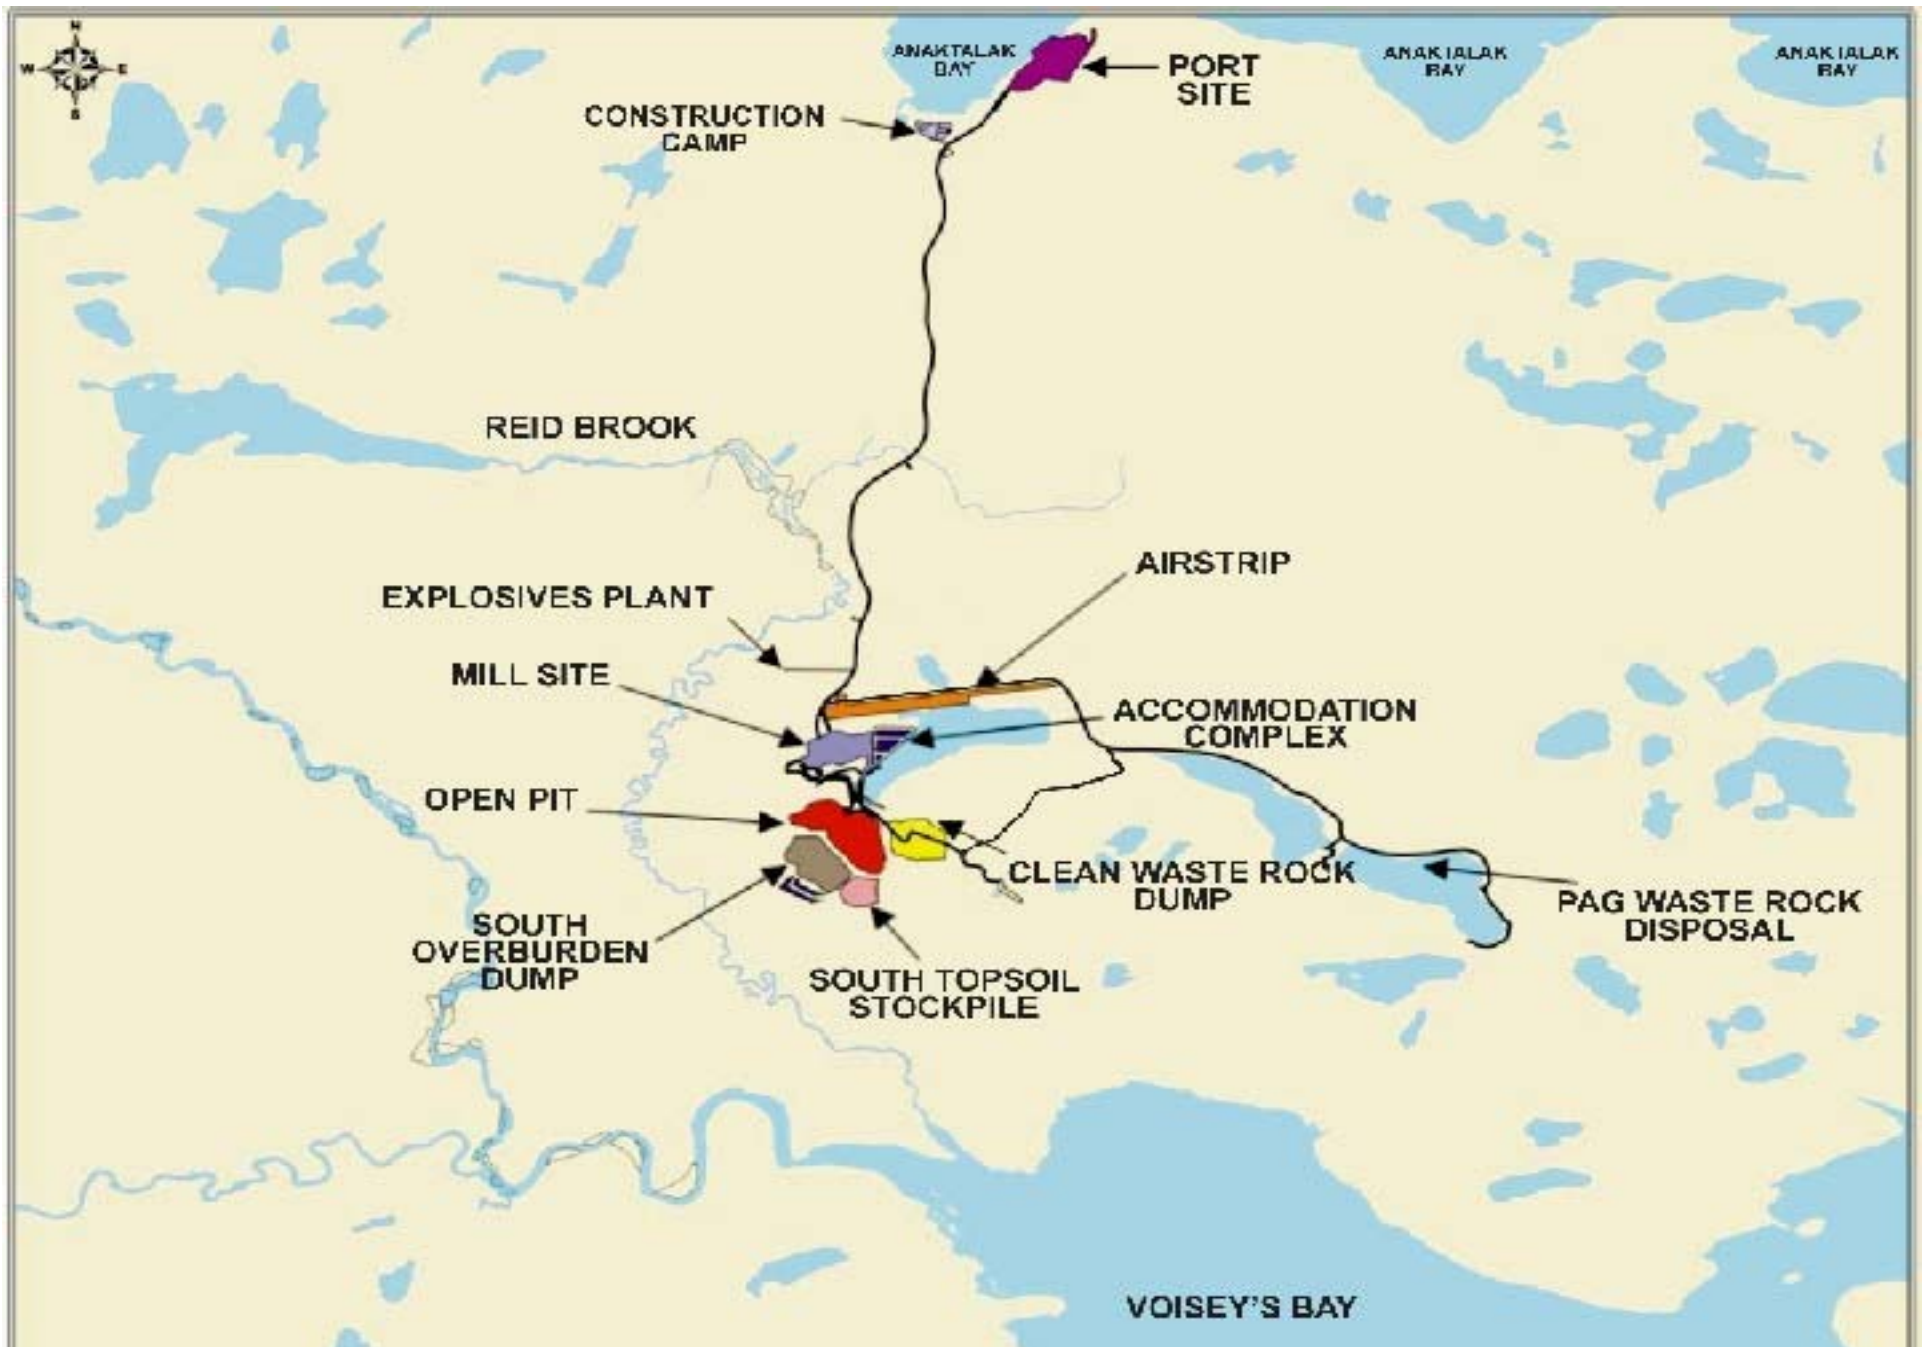 N
W E
S
ANAKTALAK
BAY
PORT
SITE
ANAKTALAK
BAY
ANAKTALAK
BAY
CONSTRUCTION
CAMP
REID BROOK
AIRSTRIP
EXPLOSIVES PLANT
MILL SITE
ACCOMMODATION
COMPLEX
OPEN PIT
CLEAN WASTE ROCK
DUMP
PAG WASTE ROCK
DISPOSAL
SOUTH
OVERBURDEN
DUMP
SOUTH TOPSOIL
STOCKPILE
VOISEY'S BAY